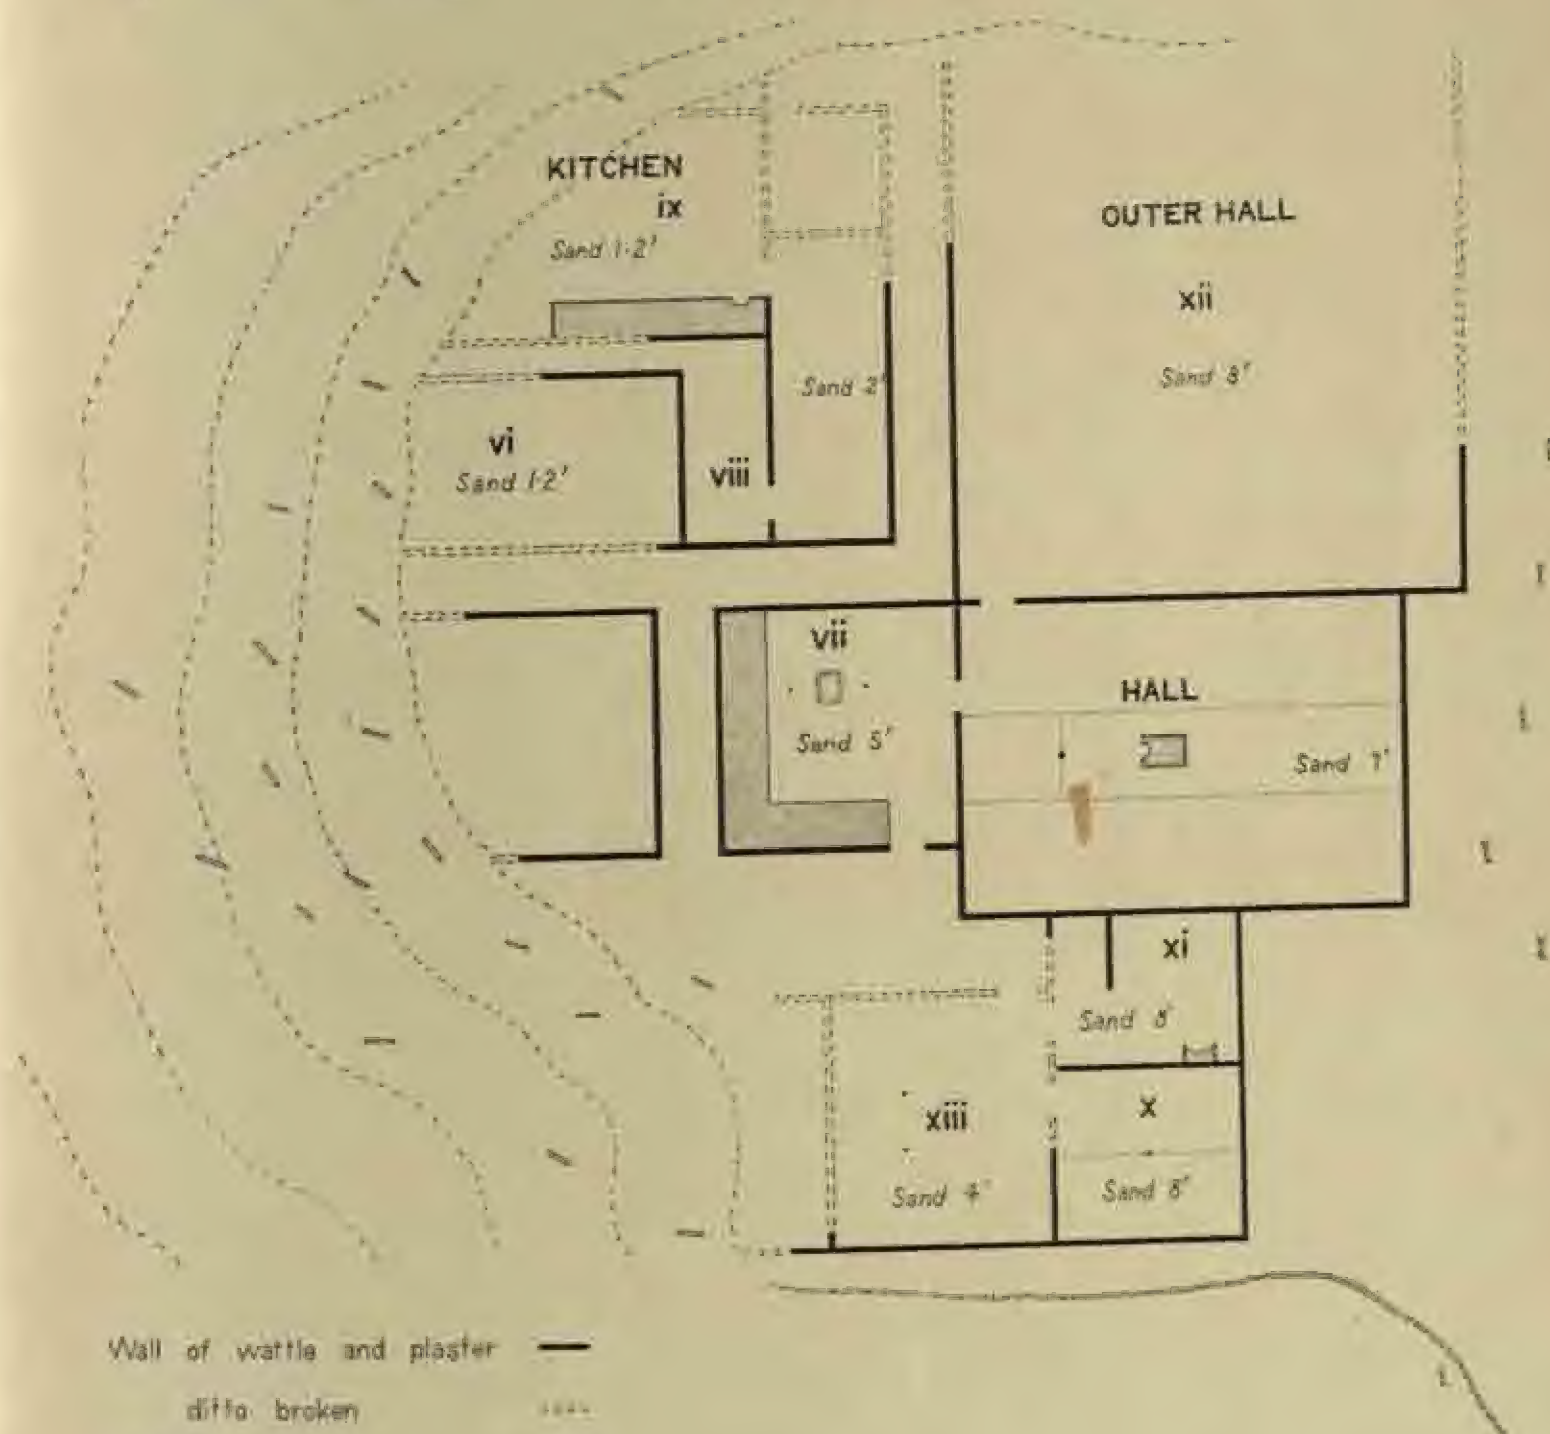 KITCHEN
ix
Sand 1·2'
OUTER HALL
xii
Sand 8'
Sand 2'
vi
Sand 1·2'
viii
vii
Sand 5'
HALL
Sand 7'
xi
Sand 8'
x
Sand 8'
xiii
Sand 4'
Wall of wattle and plaster
ditto broken